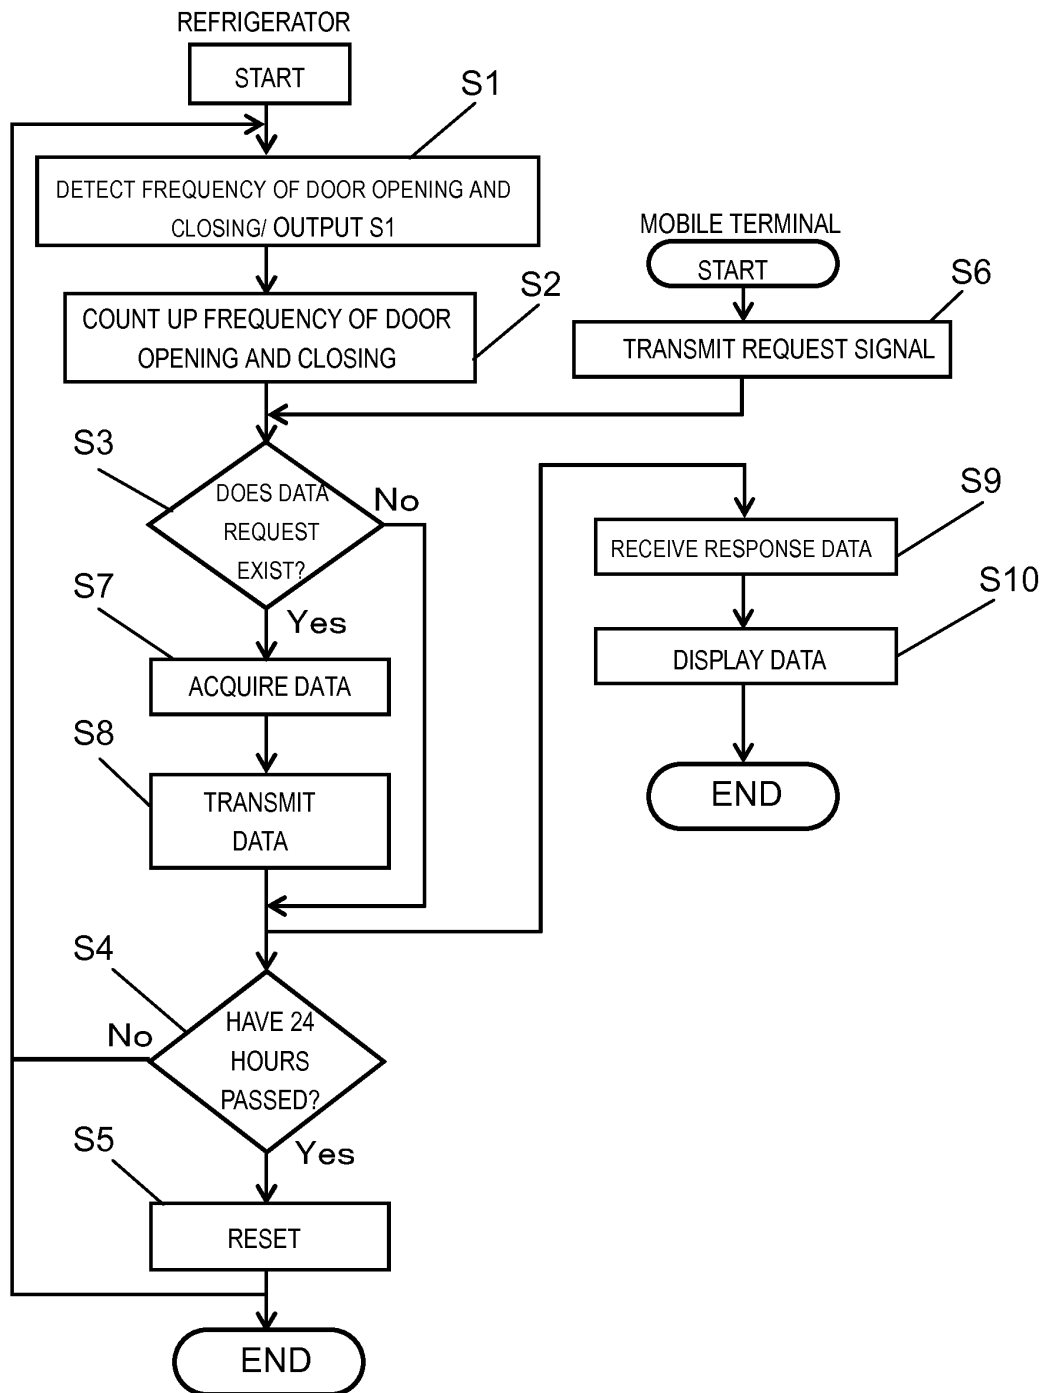 REFRIGERATOR
START
S1
DETECT FREQUENCY OF DOOR OPENING AND
CLOSING/ OUTPUT S1
MOBILE TERMINAL
START
S6
TRANSMIT REQUEST SIGNAL
S2
COUNT UP FREQUENCY OF DOOR
OPENING AND CLOSING
S3
DOES DATA
REQUEST
EXIST?
No
Yes
S7
ACQUIRE DATA
S8
TRANSMIT
DATA
S9
RECEIVE RESPONSE DATA
S10
DISPLAY DATA
END
S4
HAVE 24
HOURS
PASSED?
No
Yes
S5
RESET
END